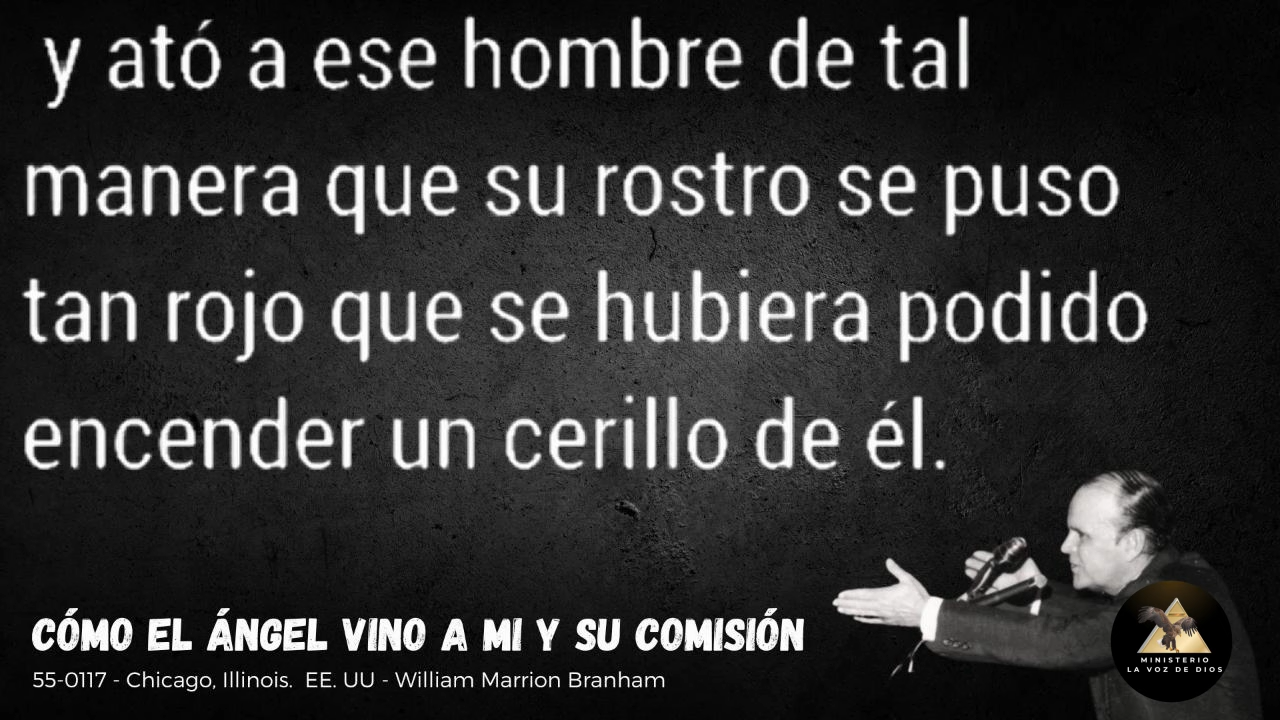 y ató a ese hombre de tal
manera que su rostro se puso
tan rojo que se hubiera podido
encender un cerillo de él.
CÓMO EL ÁNGEL VINO A MI Y SU COMISIÓN
55-0117 - Chicago, Illinois. EE. UU - William Marrion Branham
MINISTERIO
LA VOZ DE DIOS